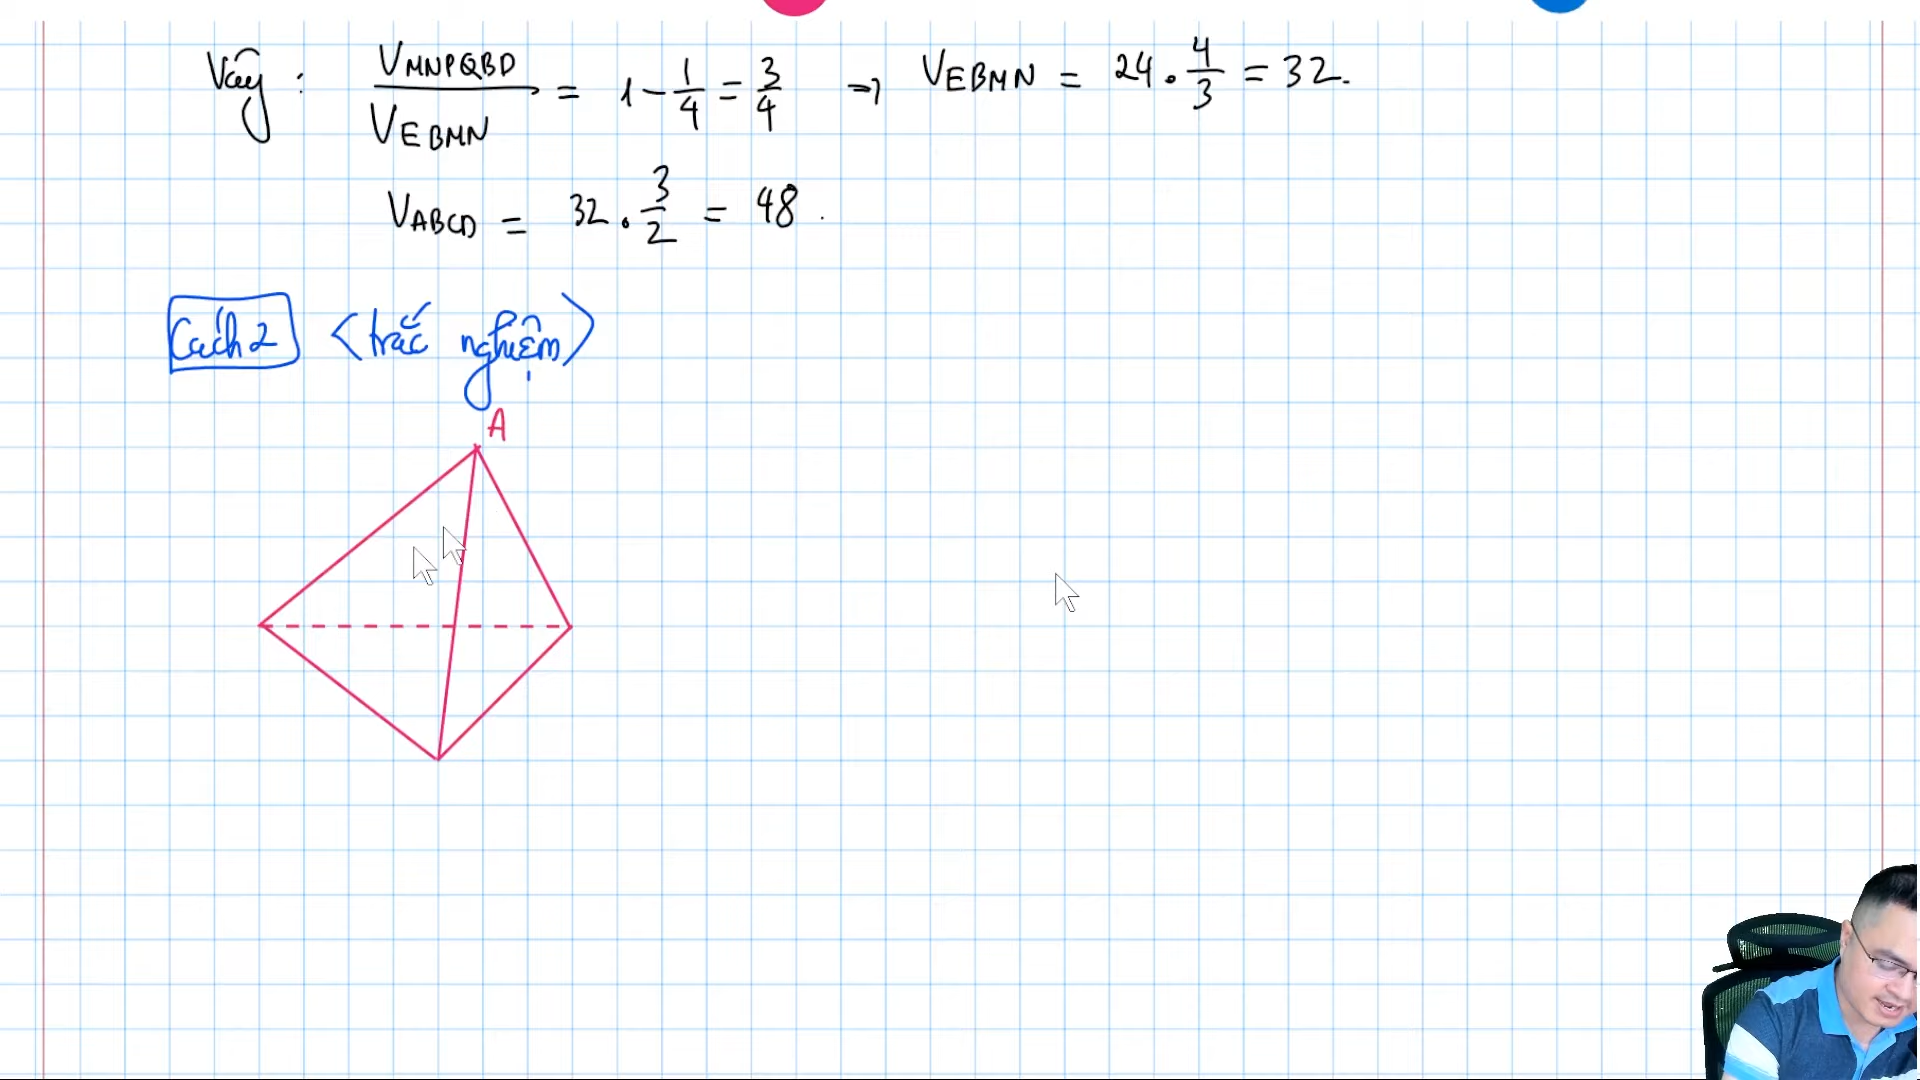 Vậy : V_MNPQBD / V_EBMN = 1 - 1/4 = 3/4 => V_EBMN = 24 . 4/3 = 32.
V_ABCD = 32 . 3/2 = 48 .
Cách 2 <trắc nghiệm>
A